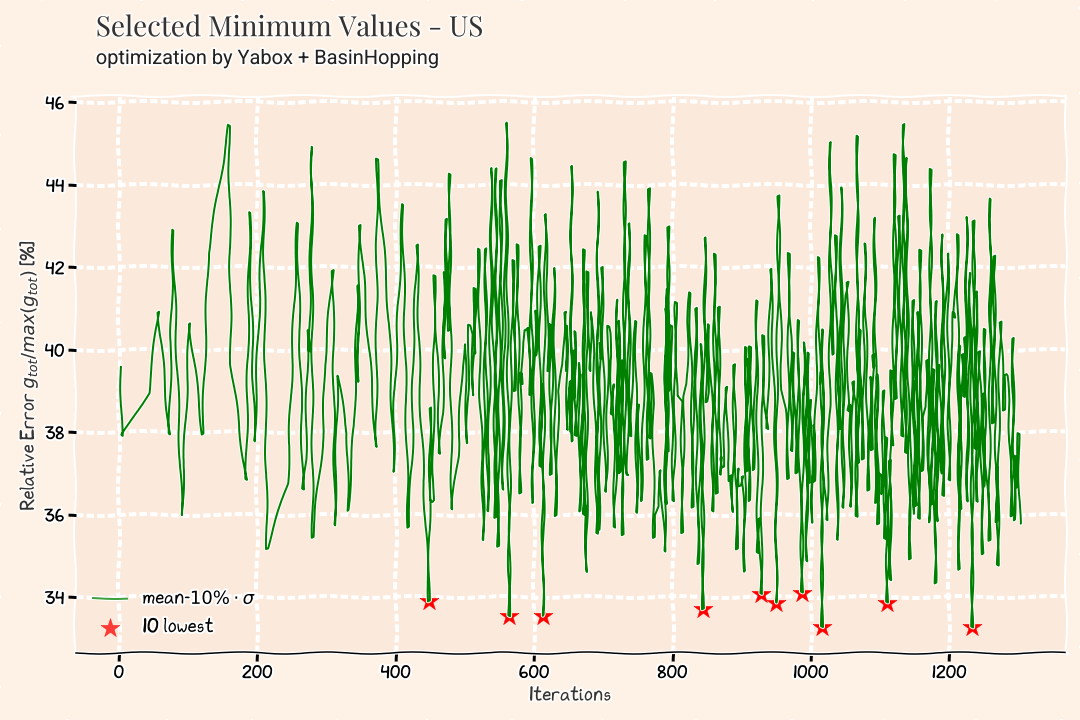 Selected Minimum Values - US
optimization by Yabox + BasinHopping
Relative Error g_tot/max(g_tot) [%]
46
44
42
40
38
36
34
mean-10% · σ
10 lowest
0 200 400 600 800 1000 1200
Iterations